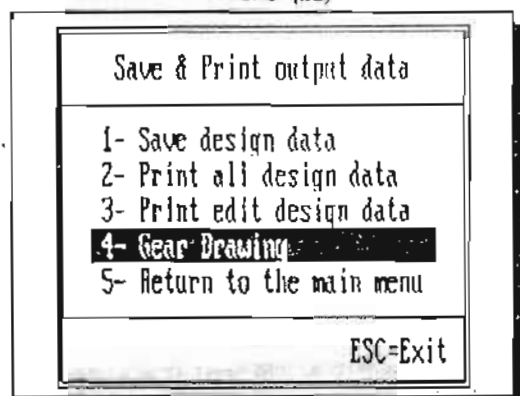 Save & Print output data
1- Save design data
2- Print all design data
3- Print edit design data
4- Gear Drawing
5- Return to the main menu
ESC=Exit